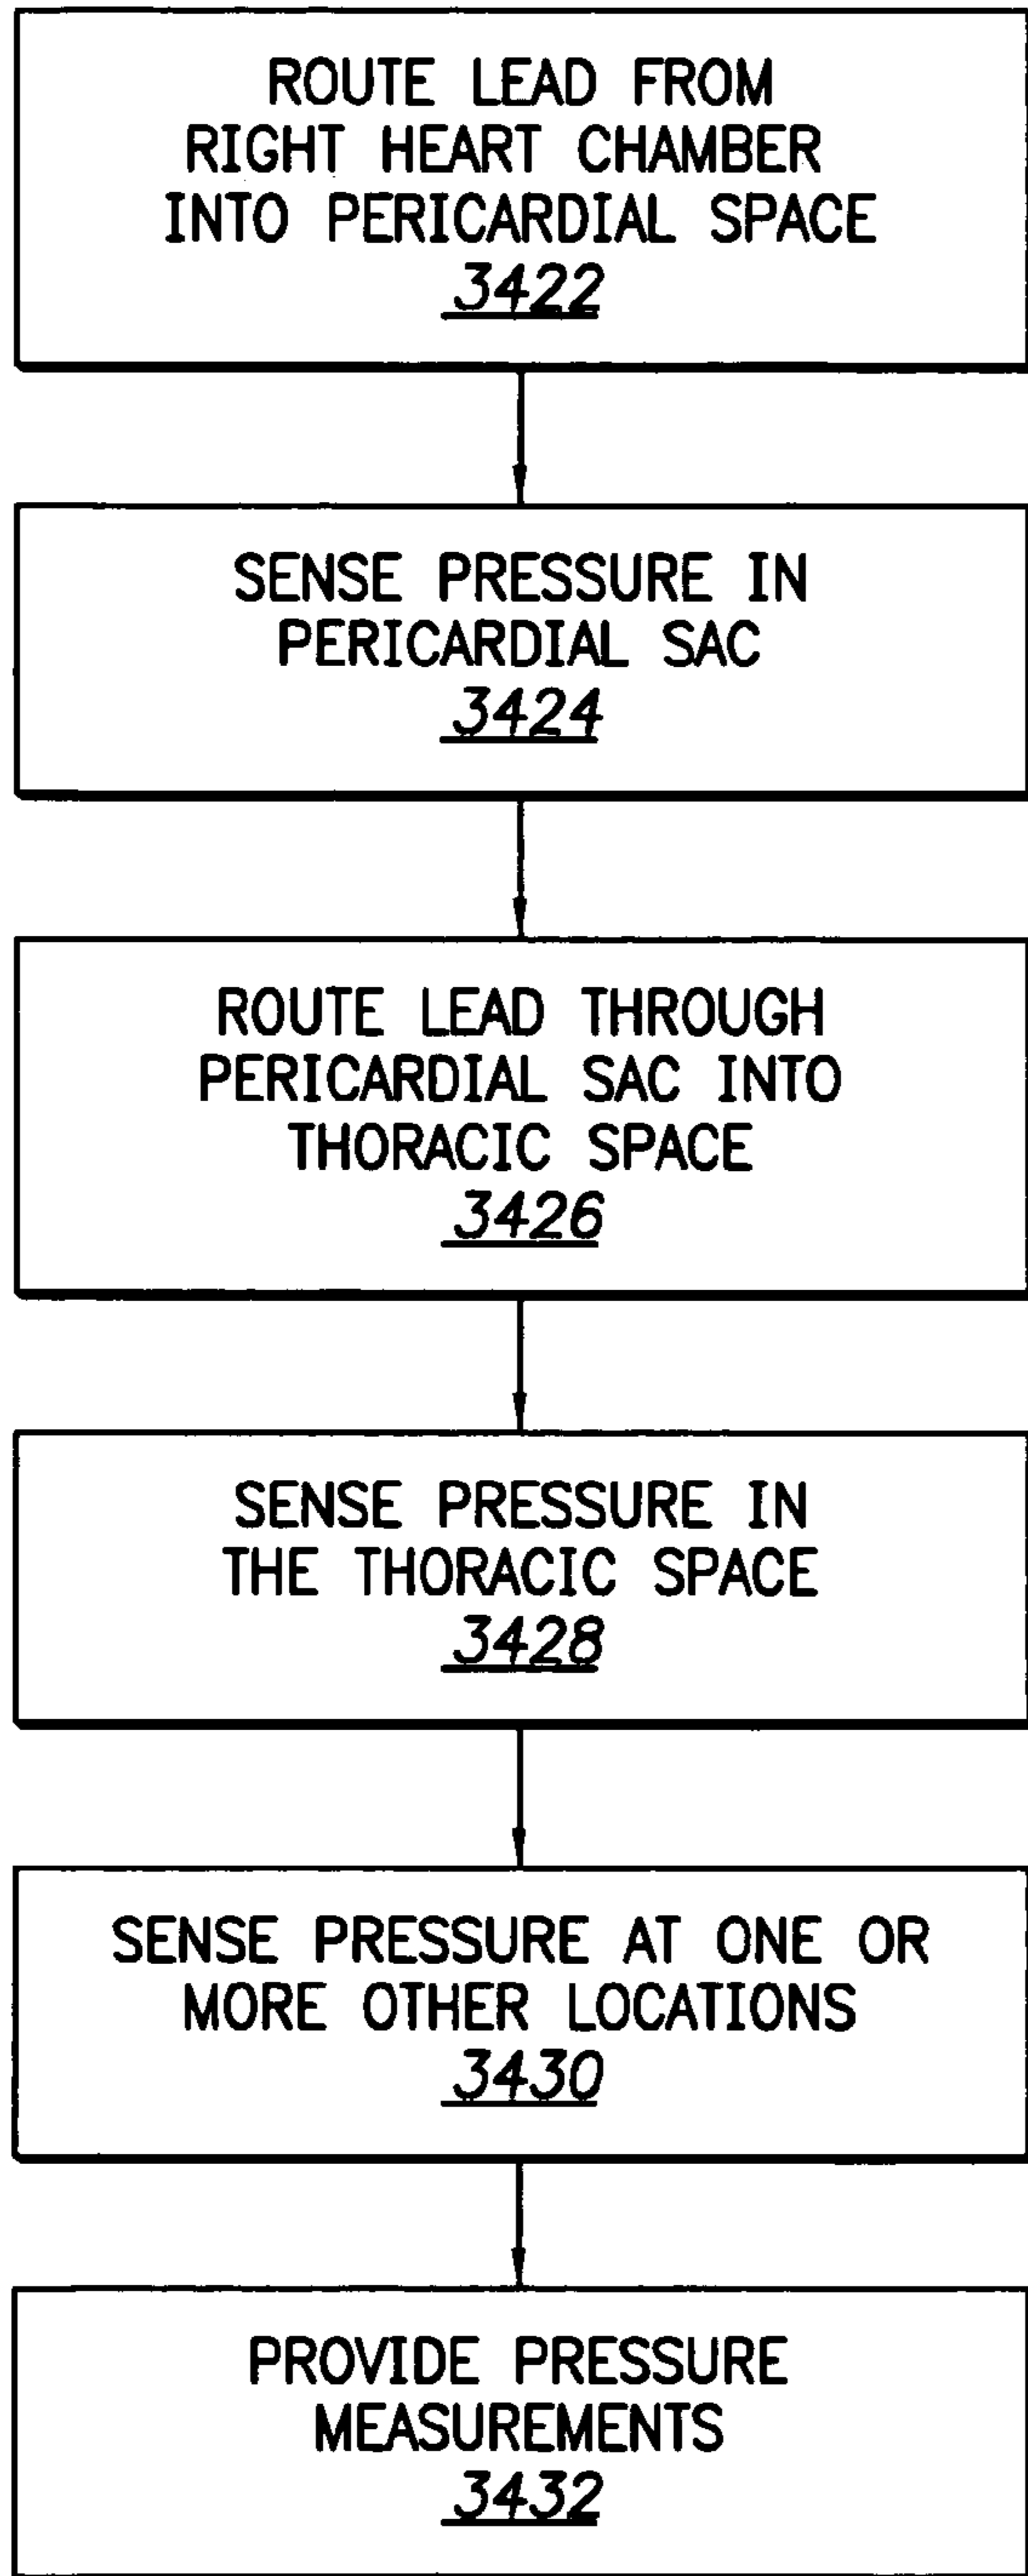 ROUTE LEAD FROM
RIGHT HEART CHAMBER
INTO PERICARDIAL SPACE
3422
SENSE PRESSURE IN
PERICARDIAL SAC
3424
ROUTE LEAD THROUGH
PERICARDIAL SAC INTO
THORACIC SPACE
3426
SENSE PRESSURE IN
THE THORACIC SPACE
3428
SENSE PRESSURE AT ONE OR
MORE OTHER LOCATIONS
3430
PROVIDE PRESSURE
MEASUREMENTS
3432